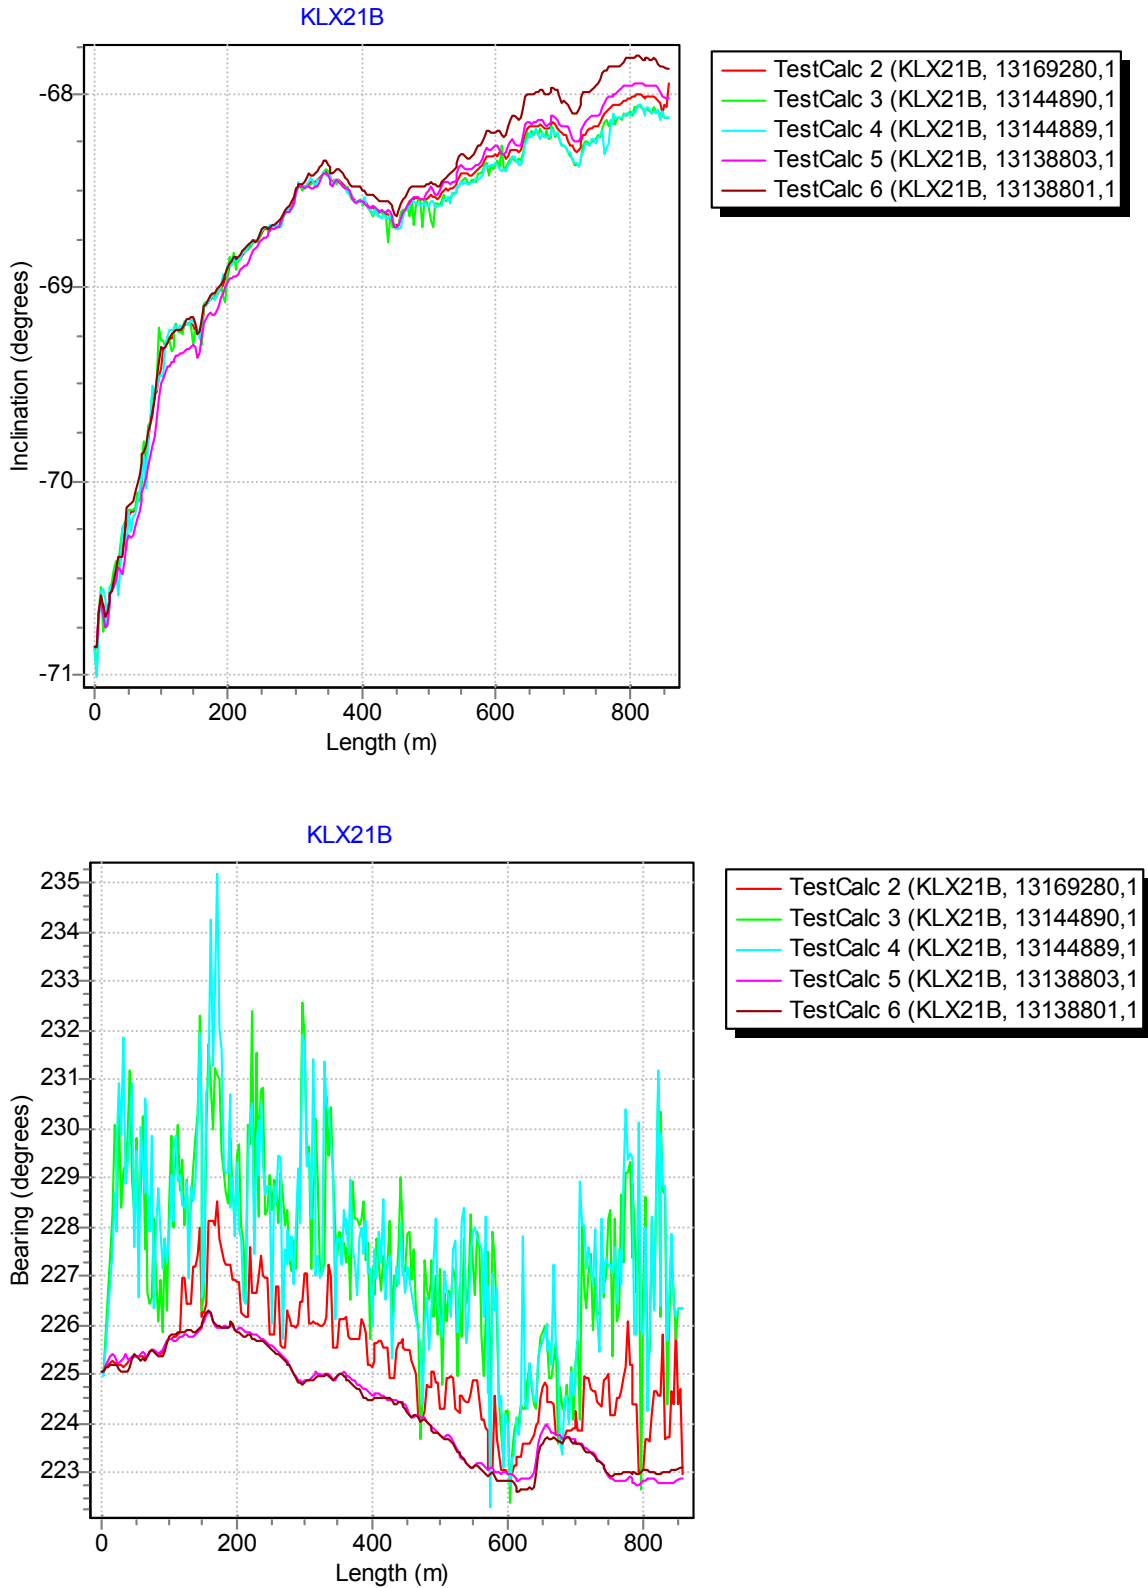 KLX21B
-68
-69
-70
-71
Inclination (degrees)
0
200
400
600
800
Length (m)
TestCalc 2 (KLX21B, 13169280,1
TestCalc 3 (KLX21B, 13144890,1
TestCalc 4 (KLX21B, 13144889,1
TestCalc 5 (KLX21B, 13138803,1
TestCalc 6 (KLX21B, 13138801,1
KLX21B
235
234
233
232
231
230
229
228
227
226
225
224
223
Bearing (degrees)
0
200
400
600
800
Length (m)
TestCalc 2 (KLX21B, 13169280,1
TestCalc 3 (KLX21B, 13144890,1
TestCalc 4 (KLX21B, 13144889,1
TestCalc 5 (KLX21B, 13138803,1
TestCalc 6 (KLX21B, 13138801,1